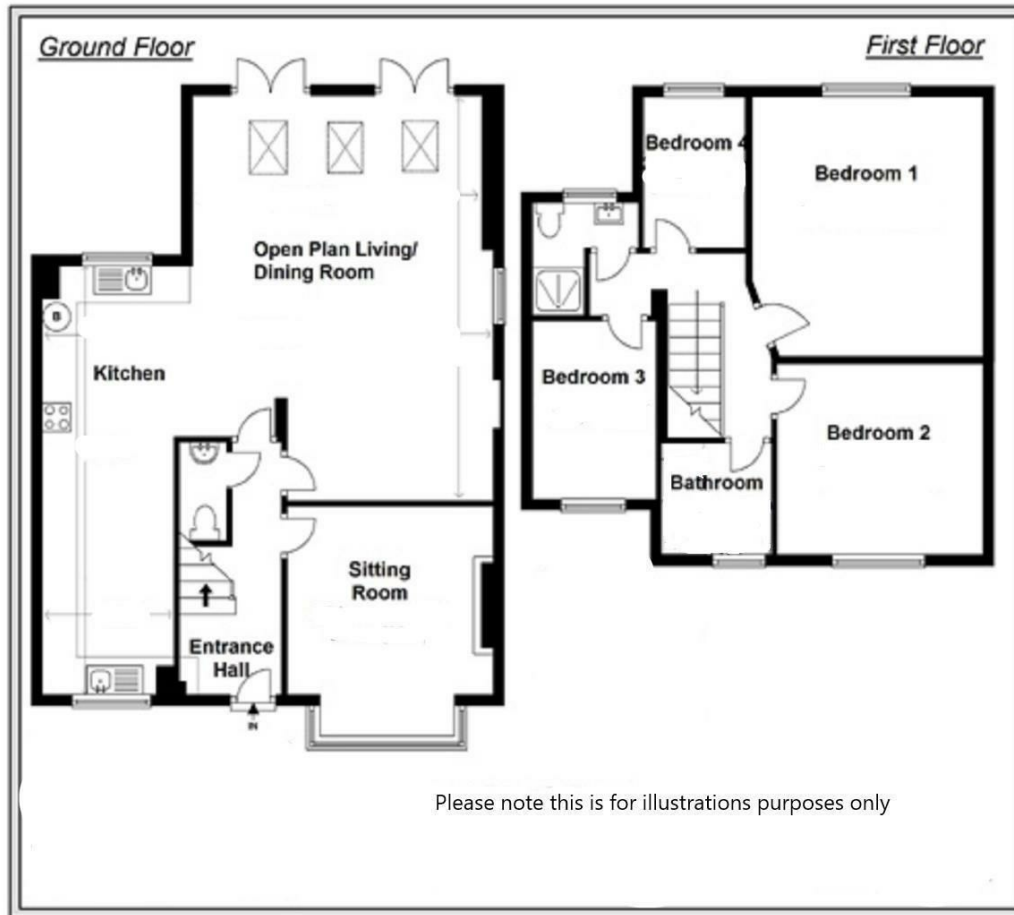 Ground Floor
First Floor
Bedroom 4
Bedroom 1
Open Plan Living/
Dining Room
B
Kitchen
Bedroom 3
Bedroom 2
Bathroom
Sitting
Room
Entrance
Hall
IN
Please note this is for illustrations purposes only